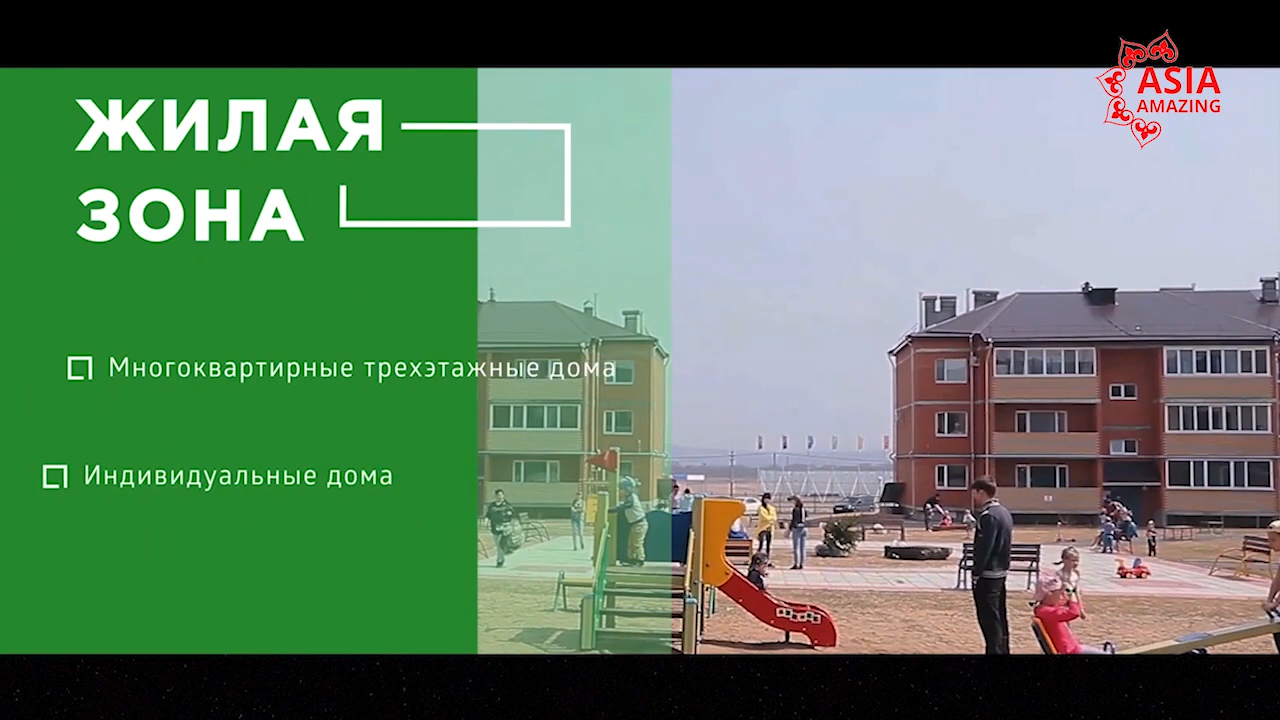 ЖИЛАЯ
ЗОНА
Многоквартирные трехэтажные дома
Индивидуальные дома
ASIA
AMAZING